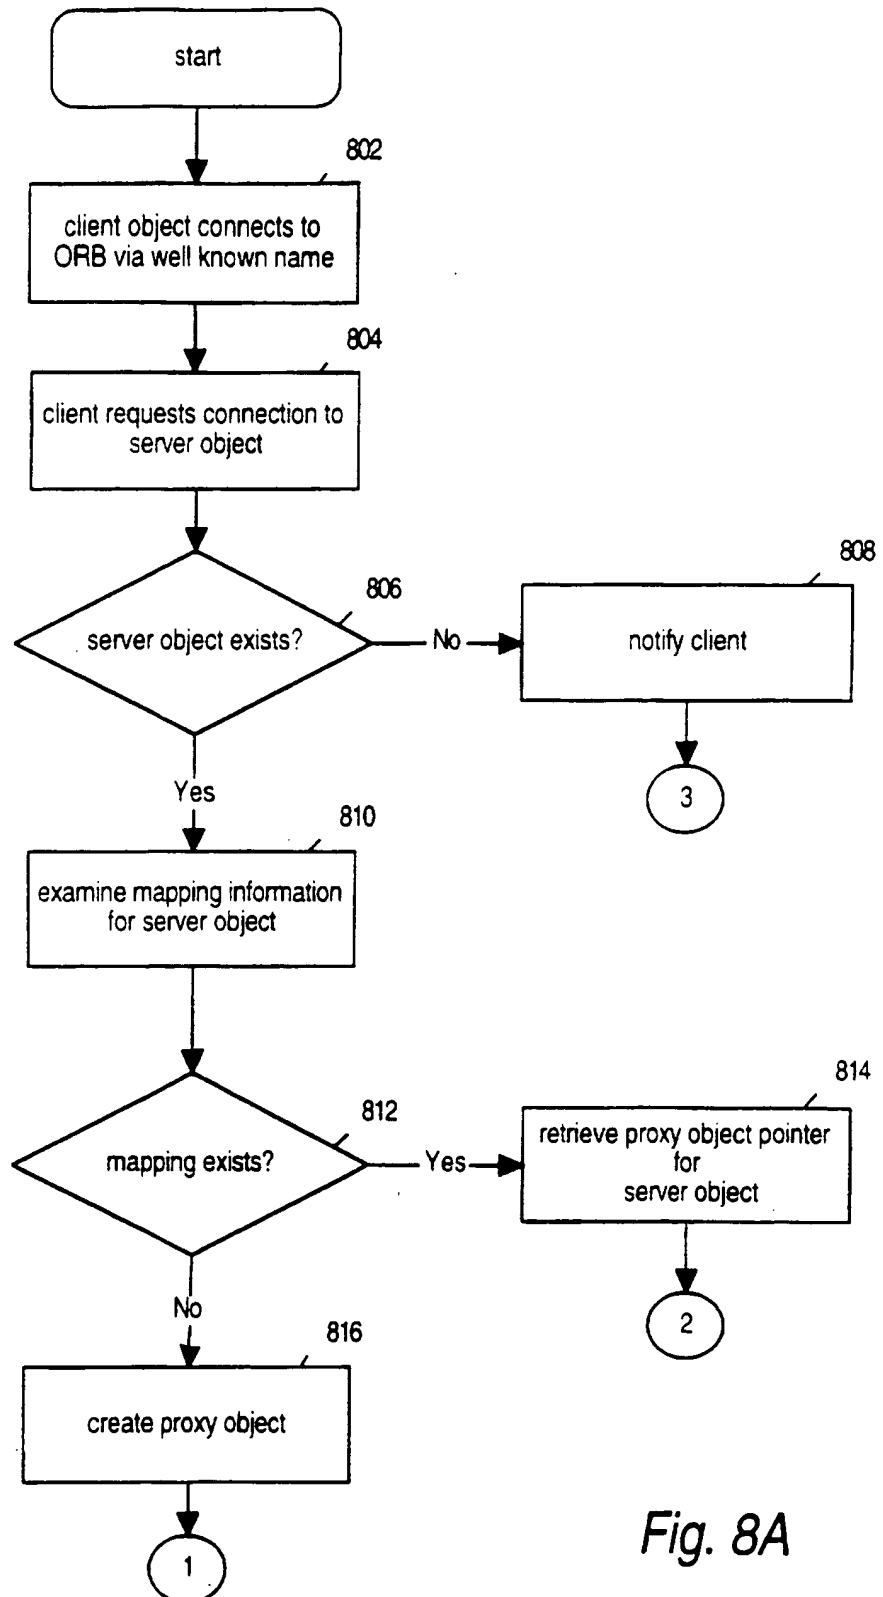 start
802
client object connects to
ORB via well known name
804
client requests connection to
server object
806
server object exists?
No
808
notify client
3
Yes
810
examine mapping information
for server object
812
mapping exists?
Yes
814
retrieve proxy object pointer
for
server object
2
No
816
create proxy object
1
Fig. 8A